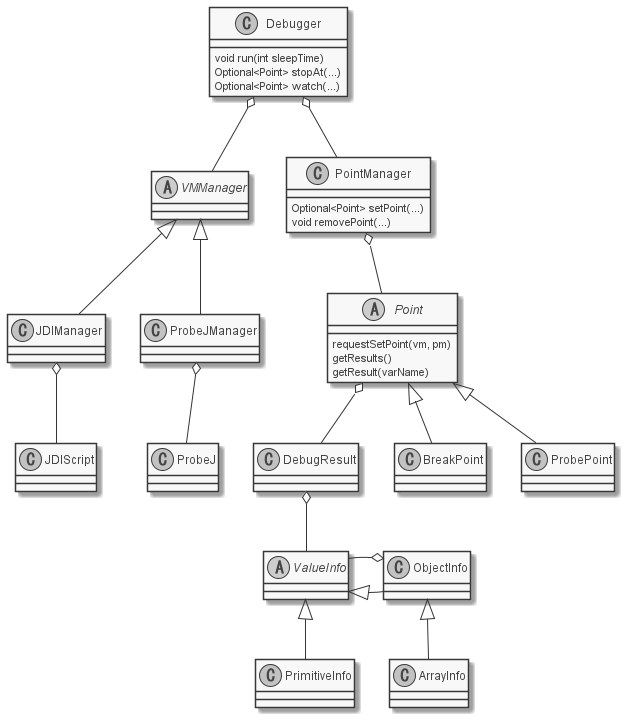 C Debugger
void run(int sleepTime)
Optional<Point> stopAt(...)
Optional<Point> watch(...)
A VMManager
C PointManager
Optional<Point> setPoint(...)
void removePoint(...)
C JDIManager
C ProbeJManager
A Point
requestSetPoint(vm, pm)
getResults()
getResult(varName)
C JDIScript
C ProbeJ
C DebugResult
C BreakPoint
C ProbePoint
A ValueInfo
C ObjectInfo
C PrimitiveInfo
C ArrayInfo